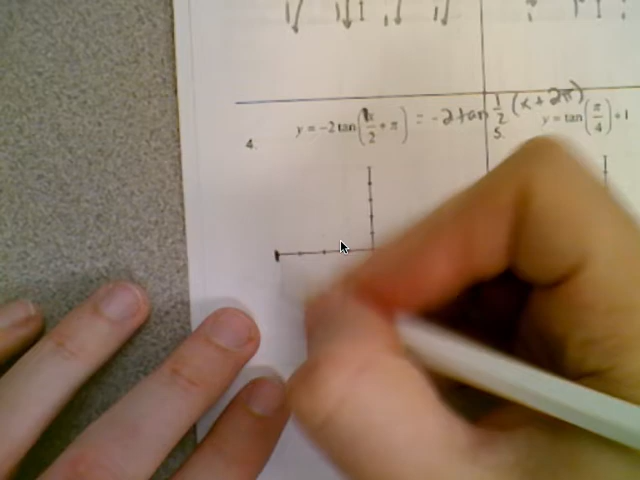 4. y = -2 tan(x/2 + π) = -2 tan 1/2 (x + 2π)
5. y = tan(π/4) + 1